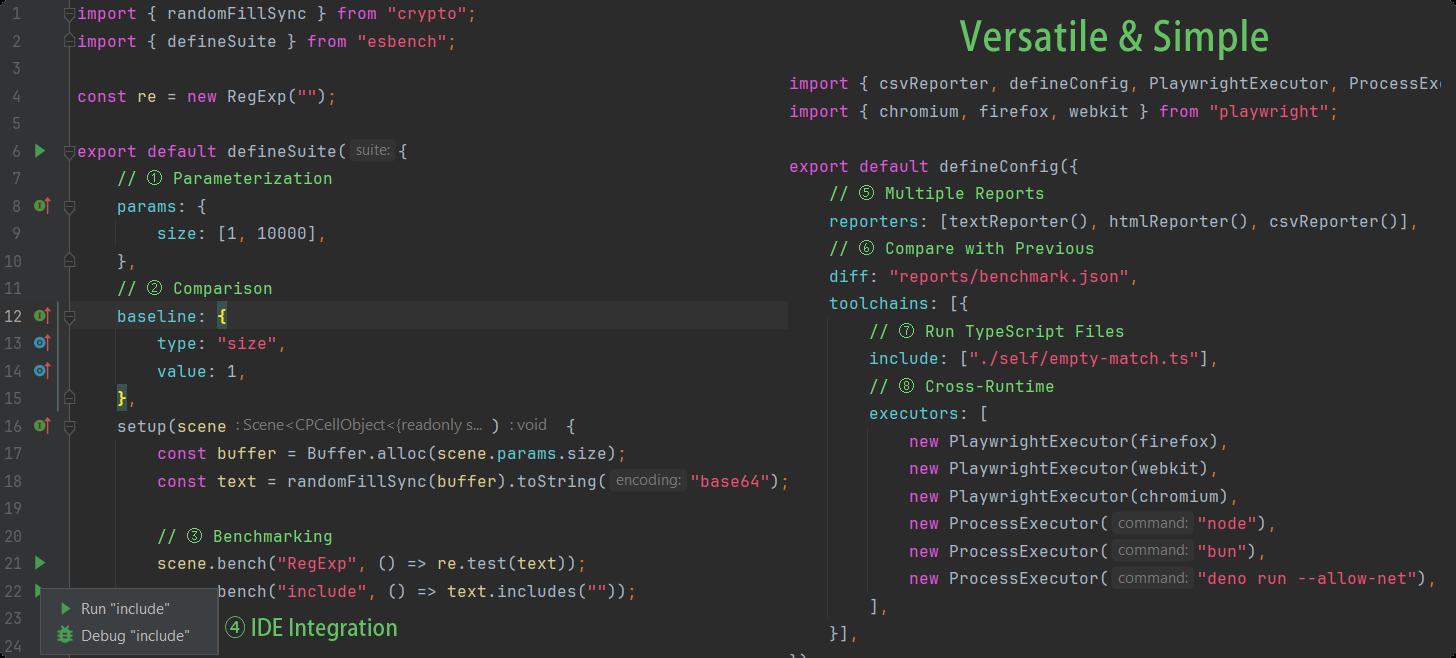 1 import { randomFillSync } from "crypto";
2 import { defineSuite } from "esbench";
3
4 const re = new RegExp("");
5
6 export default defineSuite( suite: {
7 // ① Parameterization
8 params: {
9 size: [1, 10000],
10 },
11 // ② Comparison
12 baseline: {
13 type: "size",
14 value: 1,
15 },
16 setup(scene : Scene<CPCellObject<{readonly s... ) : void {
17 const buffer = Buffer.alloc(scene.params.size);
18 const text = randomFillSync(buffer).toString( encoding: "base64");
19
20 // ③ Benchmarking
21 scene.bench("RegExp", () => re.test(text));
22 bench("include", () => text.includes(""));
23
24
Run "include"
Debug "include"
④ IDE Integration
Versatile & Simple
import { csvReporter, defineConfig, PlaywrightExecutor, ProcessEx
import { chromium, firefox, webkit } from "playwright";
export default defineConfig({
// ⑤ Multiple Reports
reporters: [textReporter(), htmlReporter(), csvReporter()],
// ⑥ Compare with Previous
diff: "reports/benchmark.json",
toolchains: [{
// ⑦ Run TypeScript Files
include: ["./self/empty-match.ts"],
// ⑧ Cross-Runtime
executors: [
new PlaywrightExecutor(firefox),
new PlaywrightExecutor(webkit),
new PlaywrightExecutor(chromium),
new ProcessExecutor( command: "node"),
new ProcessExecutor( command: "bun"),
new ProcessExecutor( command: "deno run --allow-net"),
],
}],